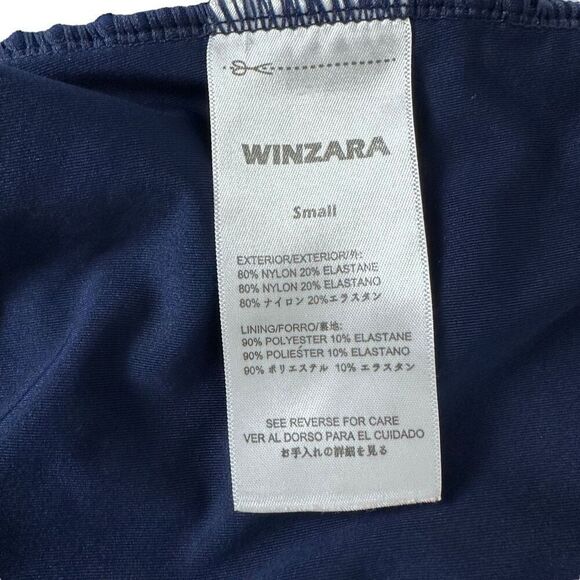 WINZARA
Small
EXTERIOR/EXTERIOR/外:
80% NYLON 20% ELASTANE
80% NYLON 20% ELASTANO
80% ナイロン 20%エラスタン
LINING/FORRO/裏地:
90% POLYESTER 10% ELASTANE
90% POLIESTER 10% ELASTANO
90% ポリエステル 10% エラスタン
SEE REVERSE FOR CARE
VER AL DORSO PARA EL CUIDADO
お手入れの詳細を見る